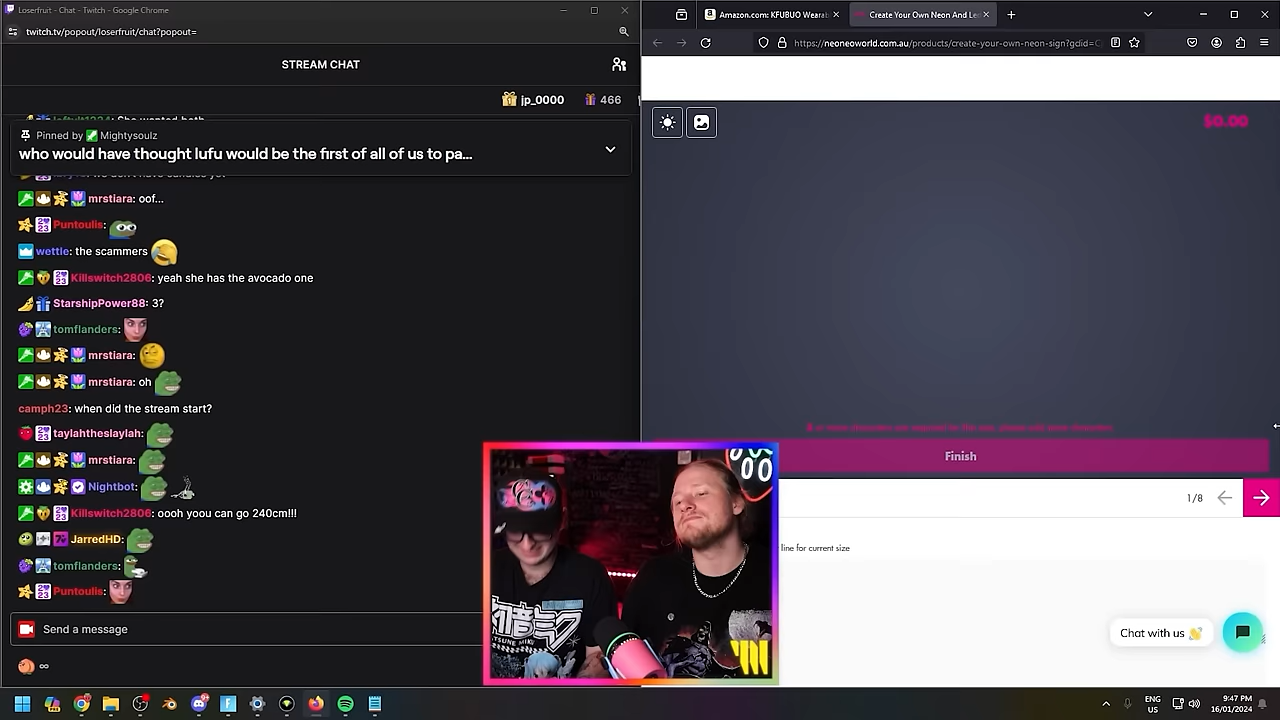 Loserfruit - Chat - Twitch - Google Chrome
twitch.tv/popout/loserfruit/chat?popout=
STREAM CHAT
jp_0000 466
Pinned by Mightysoulz
who would have thought lufu would be the first of all of us to pa...
mrstiara: oof...
Puntoulis:
wettle: the scammers
Killswitch2806: yeah she has the avocado one
StarshipPower88: 3?
tomflanders:
mrstiara:
mrstiara: oh
camph23: when did the stream start?
taylahtheslaylah:
mrstiara:
Nightbot:
Killswitch2806: oooh yoou can go 240cm!!!
JarredHD:
tomflanders:
Puntoulis:
Send a message
∞
Amazon.com: KFUBUO Wearab
Create Your Own Neon And Le
https://neoneoworld.com.au/products/create-your-own-neon-sign?gclid=C
$0.00
Finish
1/8
line for current size
Chat with us
ENG
US
9:47 PM
16/01/2024